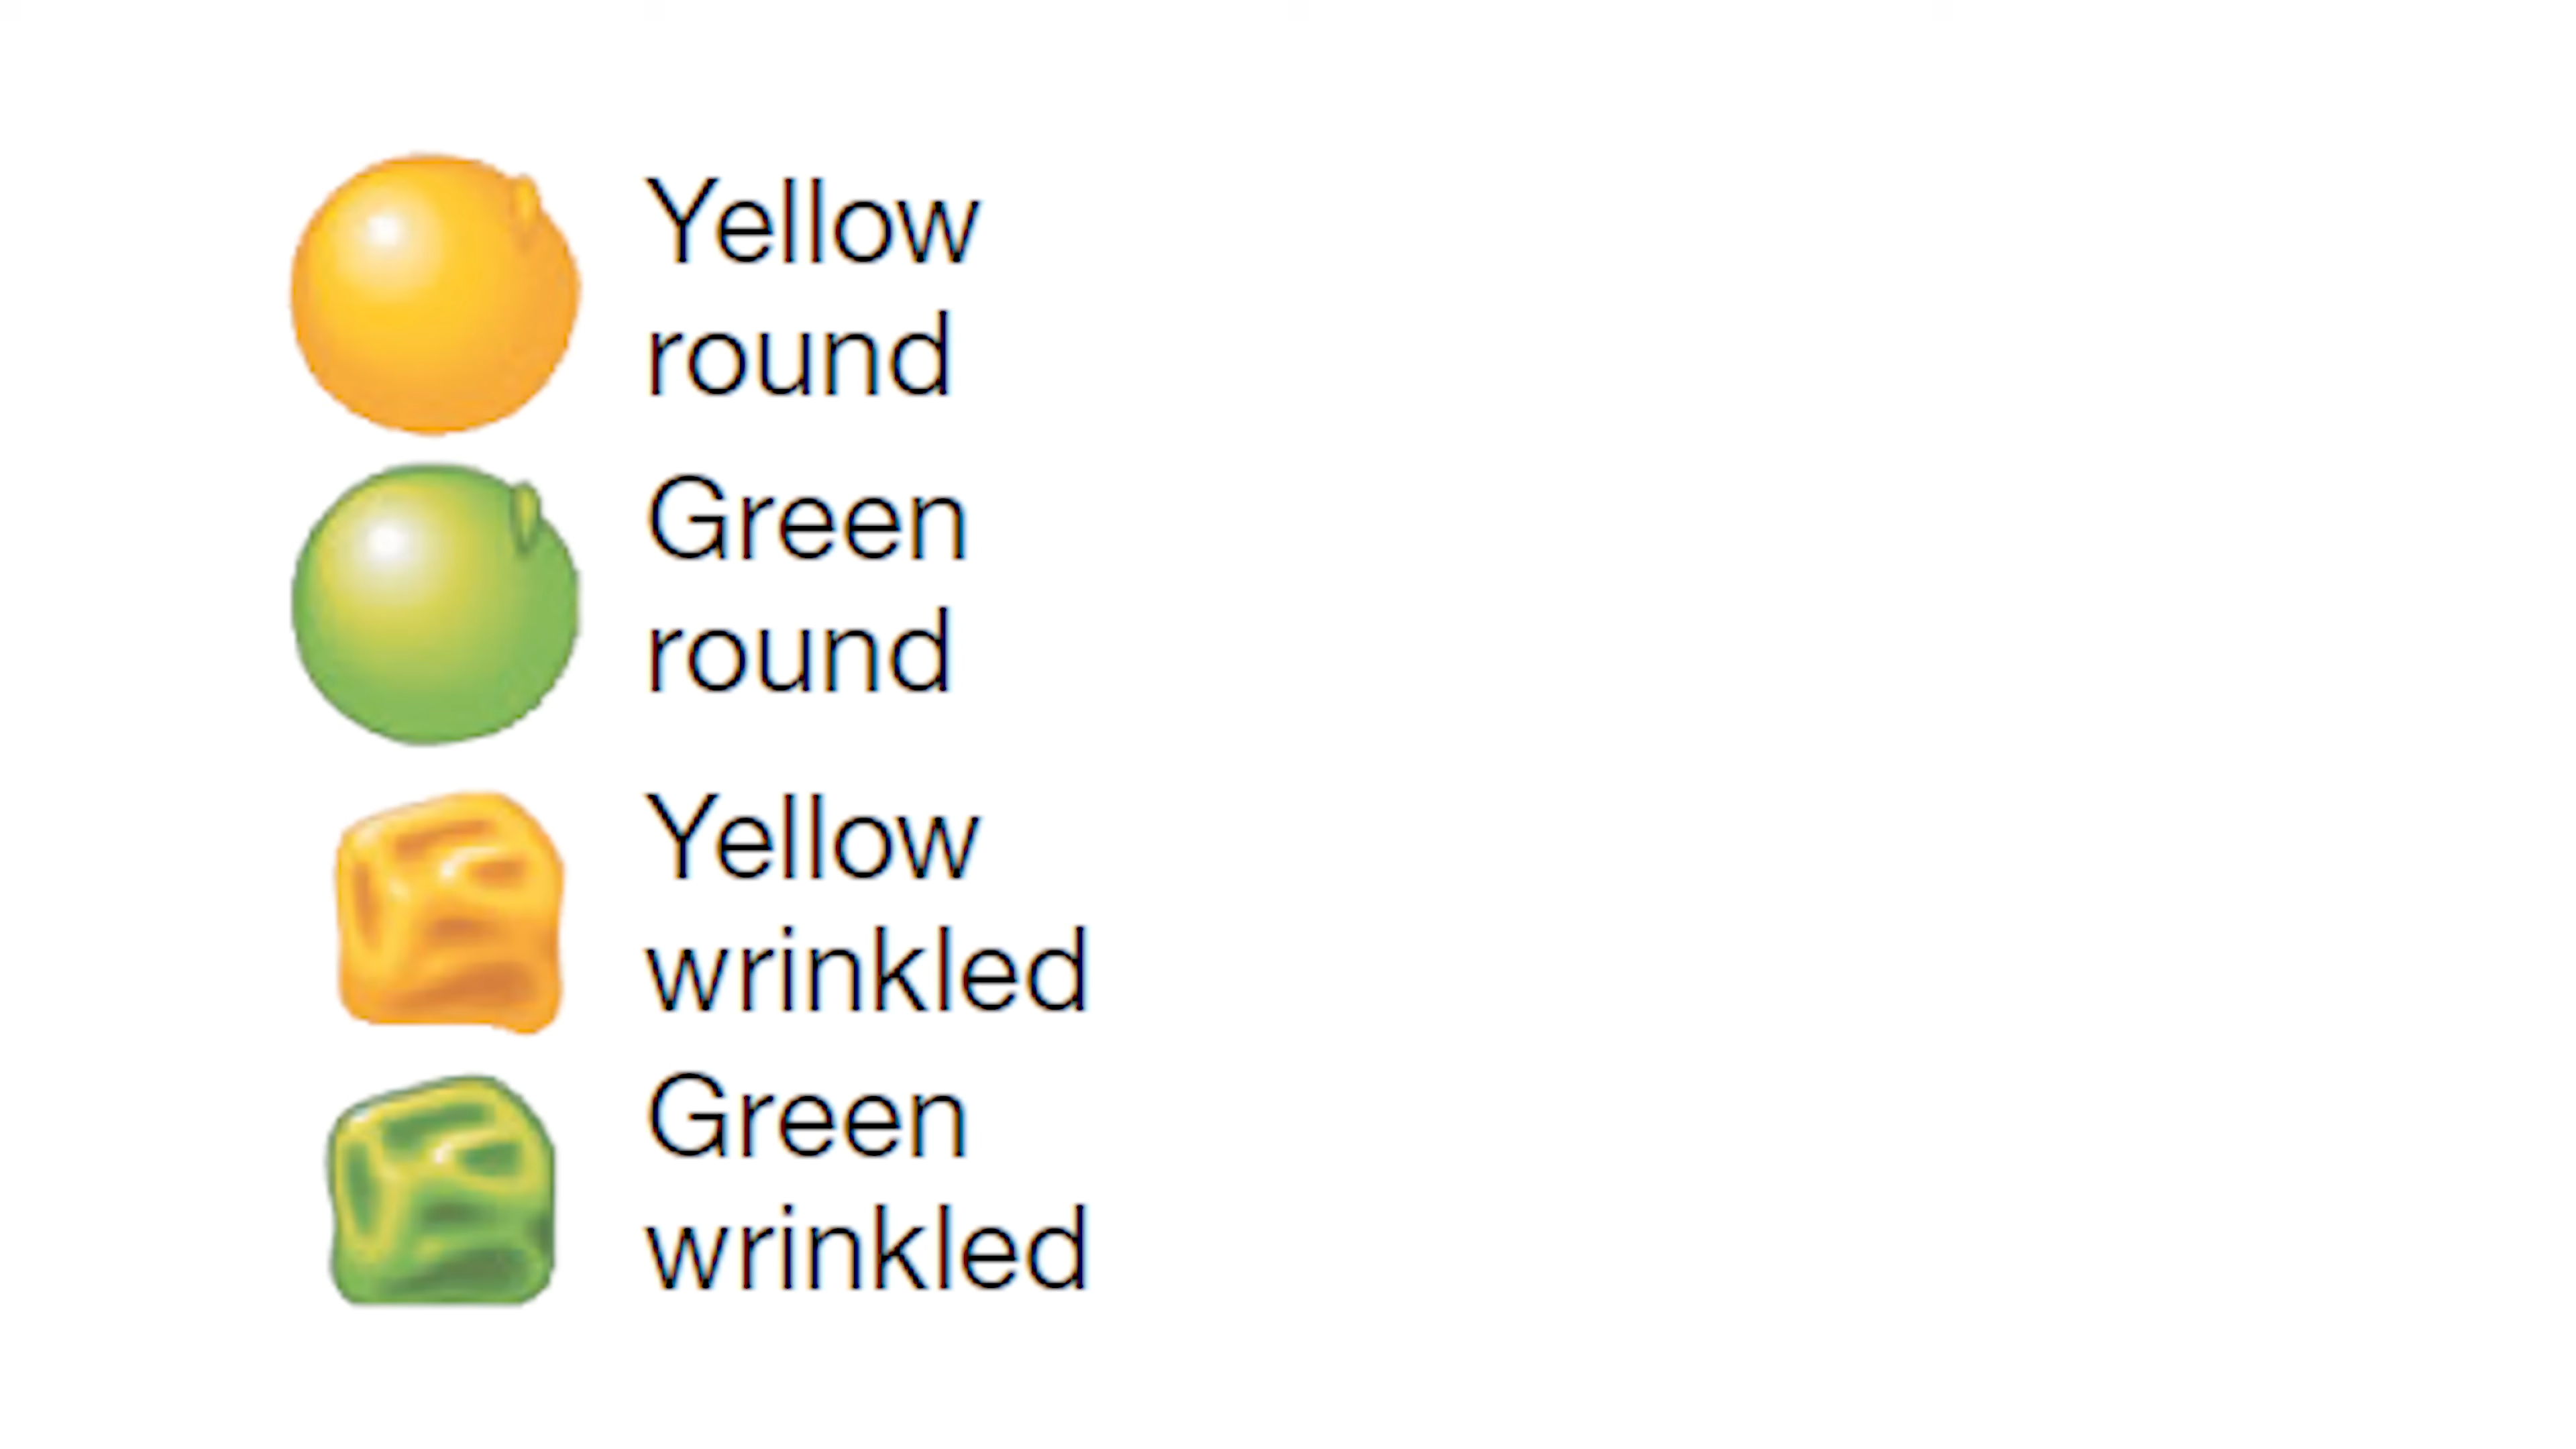 Yellow
round
Green
round
Yellow
wrinkled
Green
wrinkled